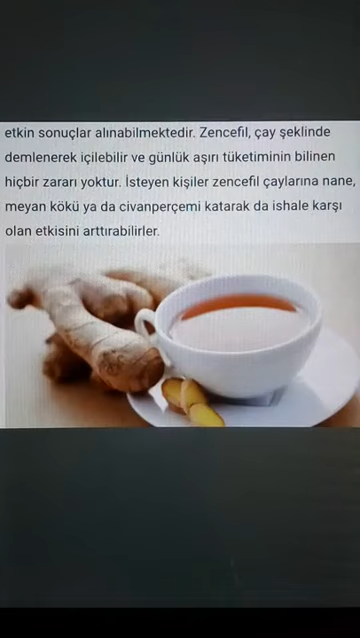 etkin sonuçlar alınabilmektedir. Zencefil, çay şeklinde
demlenerek içilebilir ve günlük aşırı tüketiminin bilinen
hiçbir zararı yoktur. İsteyen kişiler zencefil çaylarına nane,
meyan kökü ya da civanperçemi katarak da ishale karşı
olan etkisini arttırabilirler.